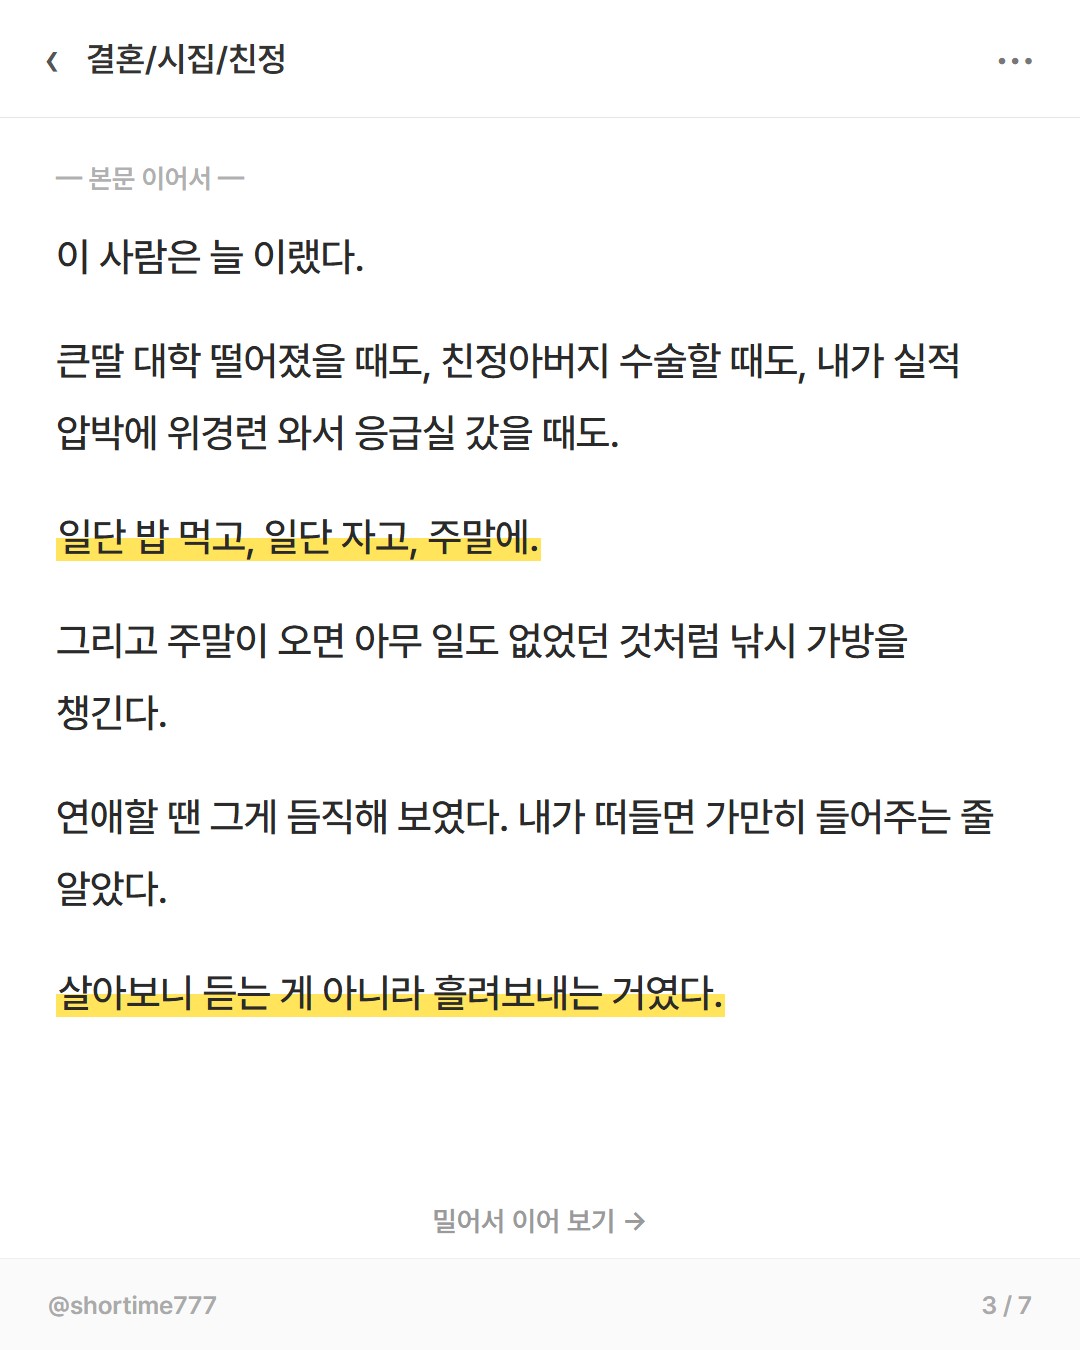 ❮ 결혼/시집/친정 •••
— 본문 이어서 —
이 사람은 늘 이랬다.
큰딸 대학 떨어졌을 때도, 친정아버지 수술할 때도, 내가 실적
압박에 위경련 와서 응급실 갔을 때도.
일단 밥 먹고, 일단 자고, 주말에.
그리고 주말이 오면 아무 일도 없었던 것처럼 낚시 가방을
챙긴다.
연애할 땐 그게 듬직해 보였다. 내가 떠들면 가만히 들어주는 줄
알았다.
살아보니 듣는 게 아니라 흘려보내는 거였다.
밀어서 이어 보기 →
@shortime777
3 / 7